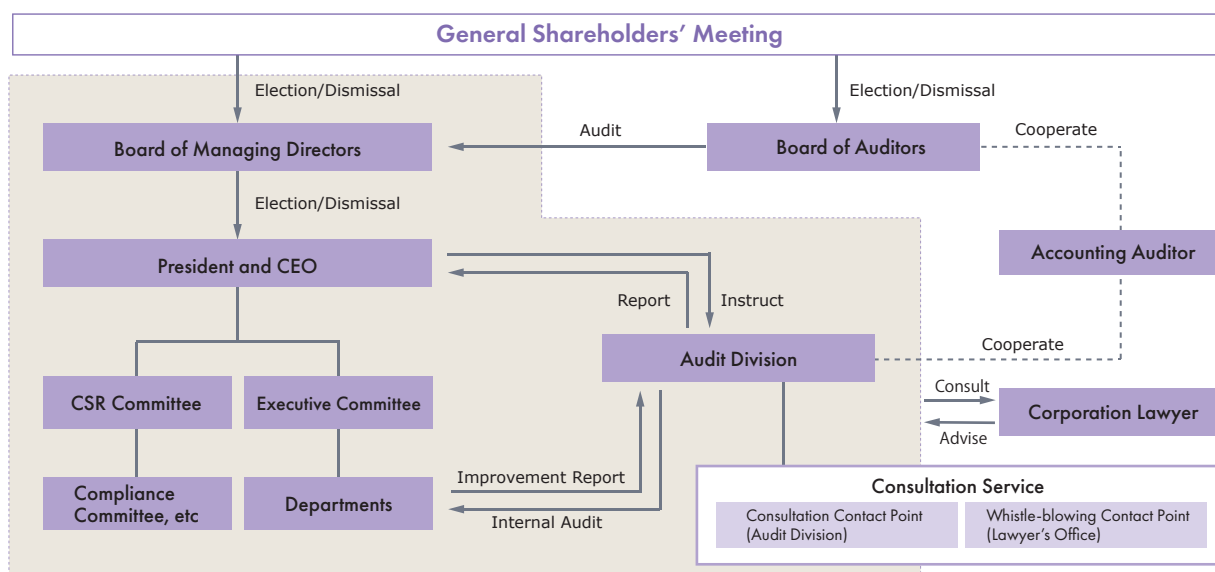 General Shareholders’ Meeting
Election/Dismissal
Election/Dismissal
Board of Managing Directors
Audit
Board of Auditors
Cooperate
Election/Dismissal
President and CEO
Accounting Auditor
Report
Instruct
Audit Division
Cooperate
CSR Committee
Executive Committee
Consult
Corporation Lawyer
Advise
Compliance
Committee, etc
Departments
Improvement Report
Internal Audit
Consultation Service
Consultation Contact Point
(Audit Division)
Whistle-blowing Contact Point
(Lawyer’s Office)